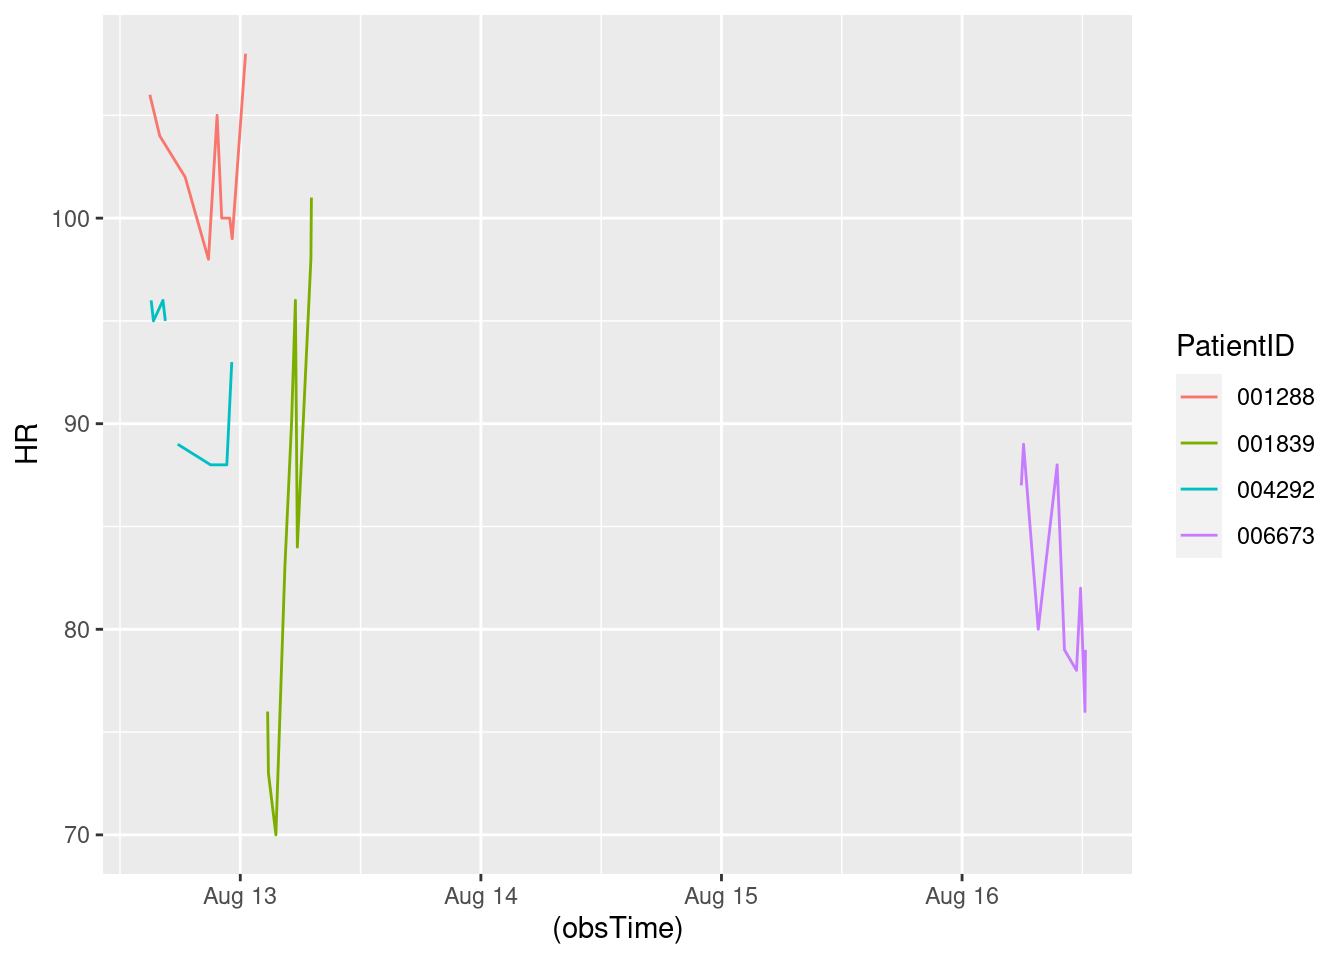 HR
100
90
80
70
Aug 13
Aug 14
Aug 15
Aug 16
(obsTime)
PatientID
001288
001839
004292
006673